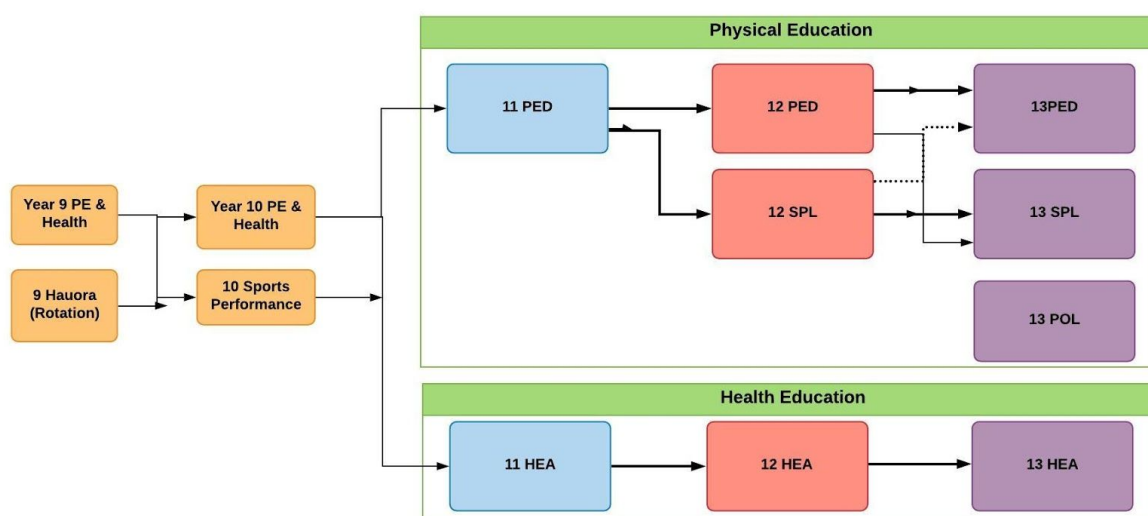 Physical Education
11 PED
12 PED
13PED
Year 9 PE &
Health
Year 10 PE &
Health
12 SPL
13 SPL
9 Hauora
(Rotation)
10 Sports
Performance
13 POL
Health Education
11 HEA
12 HEA
13 HEA